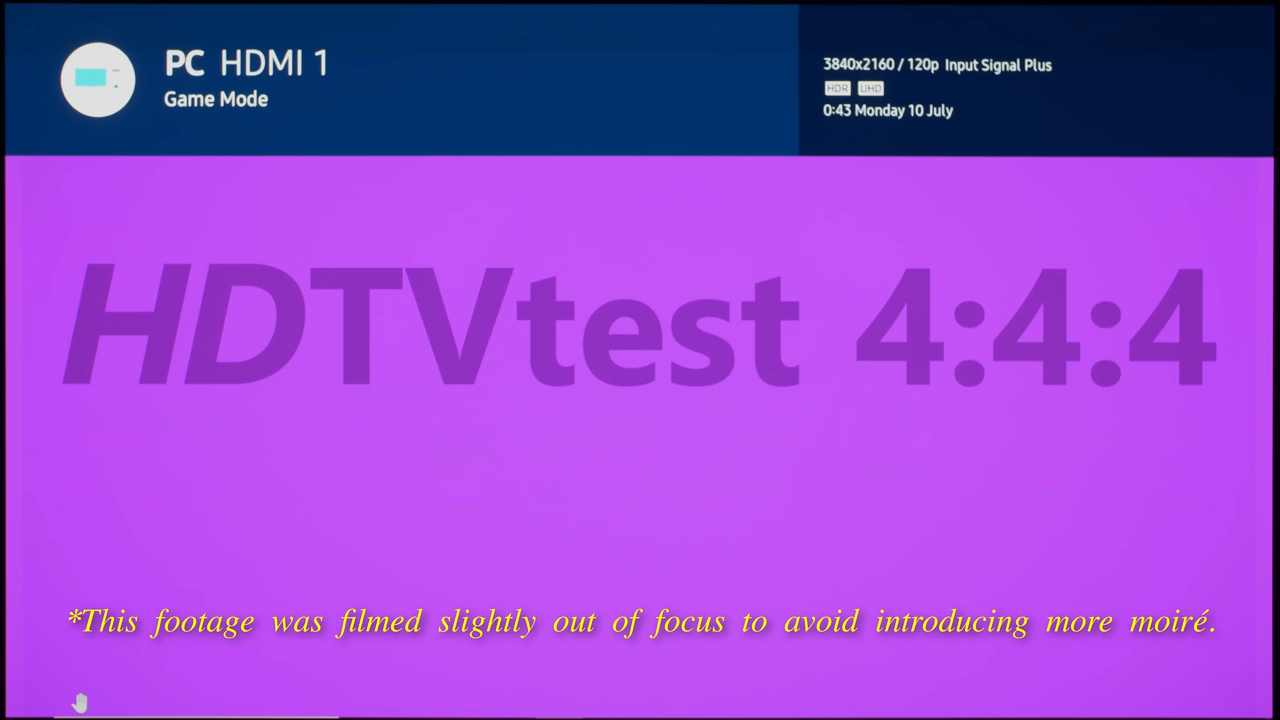 PC HDMI 1
Game Mode
3840x2160 / 120p Input Signal Plus
HDR UHD
0:43 Monday 10 July
HDTVtest 4:4:4
*This footage was filmed slightly out of focus to avoid introducing more moiré.